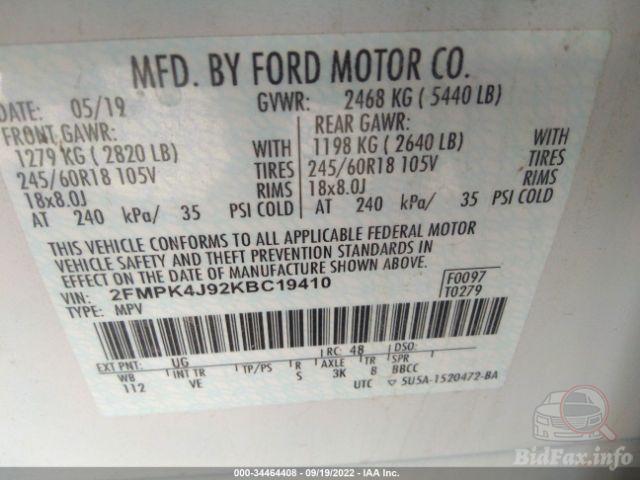 MFD. BY FORD MOTOR CO.
DATE: 05/19 GVWR: 2468 KG ( 5440 LB)
FRONT GAWR: REAR GAWR:
1279 KG ( 2820 LB) WITH 1198 KG ( 2640 LB) WITH
245/60R18 105V TIRES 245/60R18 105V TIRES
18x8.0J RIMS 18x8.0J RIMS
AT 240 kPa/ 35 PSI COLD AT 240 kPa/ 35 PSI COLD
THIS VEHICLE CONFORMS TO ALL APPLICABLE FEDERAL MOTOR
VEHICLE SAFETY AND THEFT PREVENTION STANDARDS IN
EFFECT ON THE DATE OF MANUFACTURE SHOWN ABOVE.
VIN: 2FMPK4J92KBC19410 F0097
TYPE: MPV T0279
EXT PNT: UG RC: 48 DSO:
WB INT TR TP/PS R AXLE TR SPR
112 VE S 3K 8 BBCC
UTC 5U5A-1520472-BA
000-34464408 - 09/19/2022 - IAA Inc.
BidFax.info